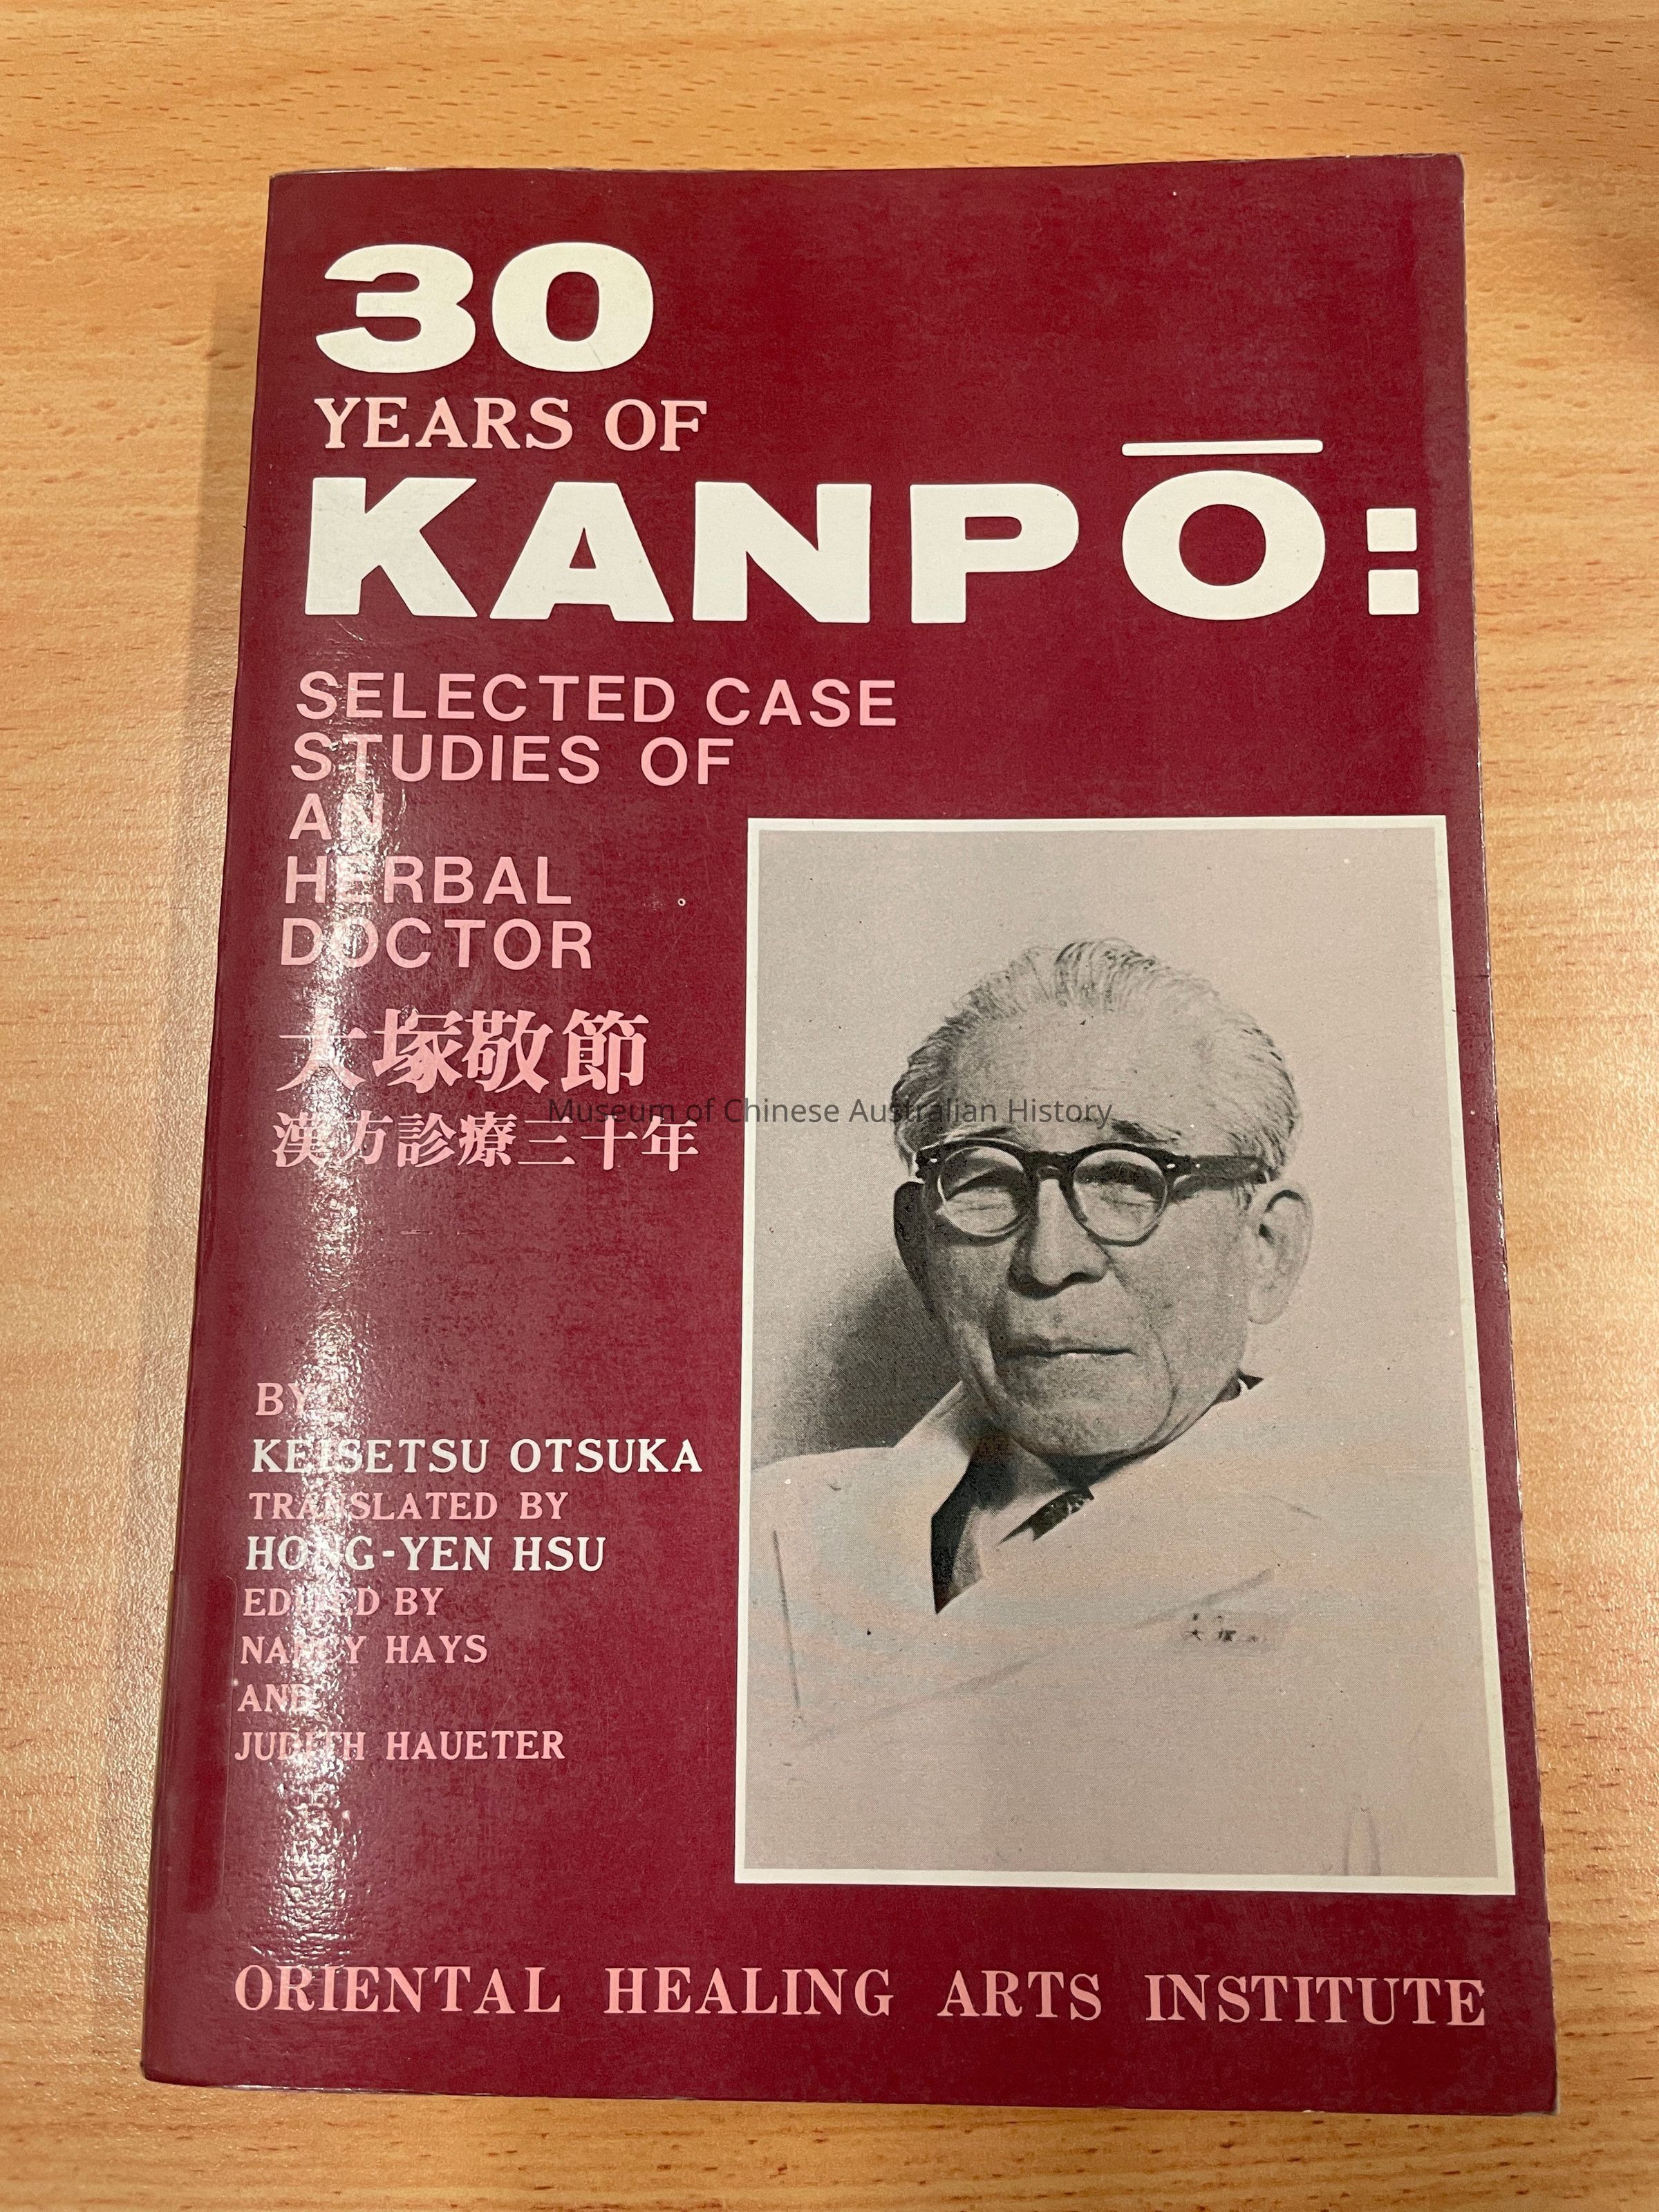 30
YEARS OF
KANPŌ:
SELECTED CASE
STUDIES OF
AN
HERBAL
DOCTOR
大塚敬節
漢方診療三十年
Museum of Chinese Australian History
BY
KEISETSU OTSUKA
TRANSLATED BY
HONG-YEN HSU
EDITED BY
NANCY HAYS
AND
JUDITH HAUETER
大塚
ORIENTAL HEALING ARTS INSTITUTE